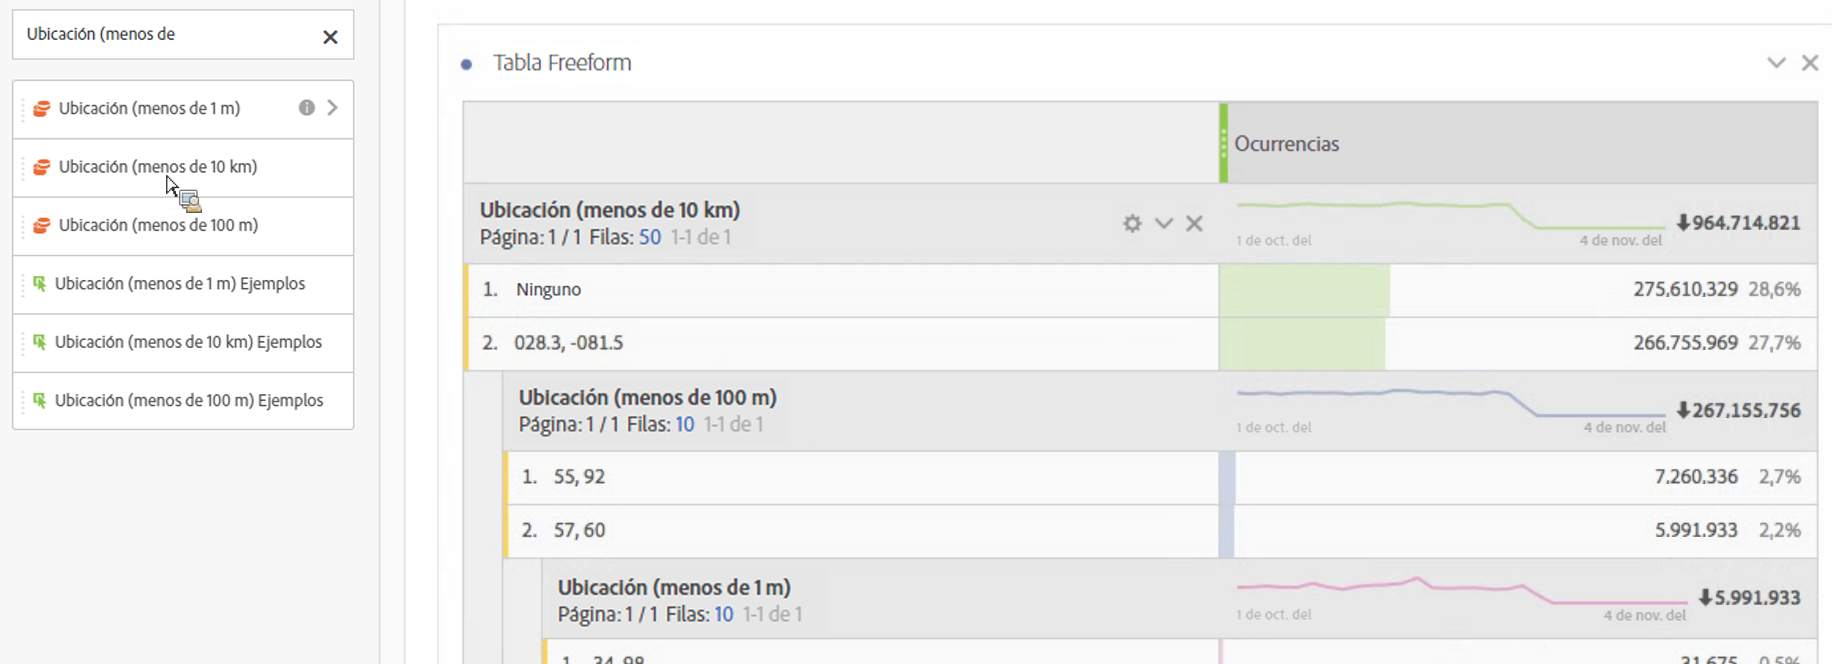 Ubicación (menos de
Ubicación (menos de 1 m)
Ubicación (menos de 10 km)
Ubicación (menos de 100 m)
Ubicación (menos de 1 m) Ejemplos
Ubicación (menos de 10 km) Ejemplos
Ubicación (menos de 100 m) Ejemplos
Tabla Freeform
Ocurrencias
Ubicación (menos de 10 km)
Página: 1 / 1 Filas: 50 1-1 de 1
1 de oct. del 4 de nov. del
964.714.821
1. Ninguno 275,610,329 28,6%
2. 028.3, -081.5 266.755.969 27,7%
Ubicación (menos de 100 m)
Página: 1 / 1 Filas: 10 1-1 de 1
1 de oct. del 4 de nov. del
267,155,756
1. 55, 92 7,260,336 2,7%
2. 57, 60 5.991.933 2,2%
Ubicación (menos de 1 m)
Página: 1 / 1 Filas: 10 1-1 de 1
1 de oct. del 4 de nov. del
5.991.933
1. 34, 98 31,675 0,5%